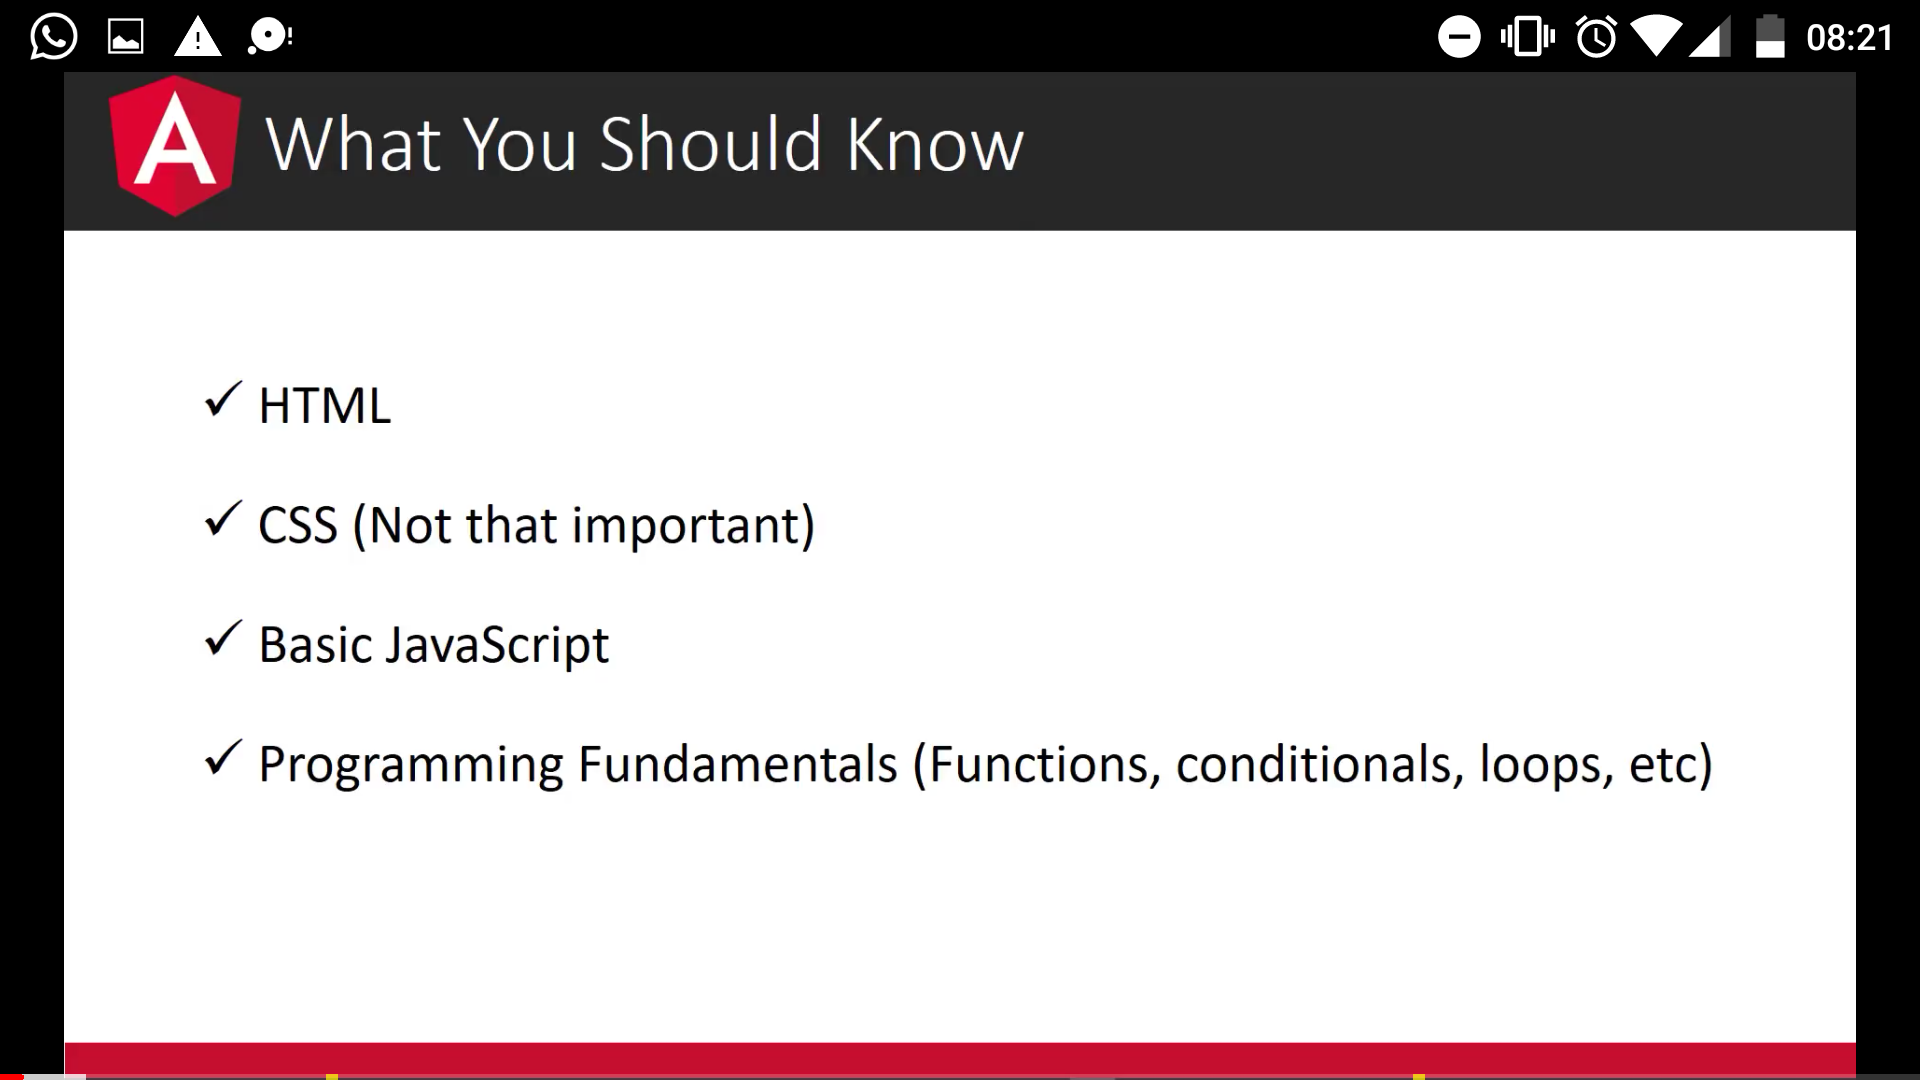 08:21
A What You Should Know
✓ HTML
✓ CSS (Not that important)
✓ Basic JavaScript
✓ Programming Fundamentals (Functions, conditionals, loops, etc)